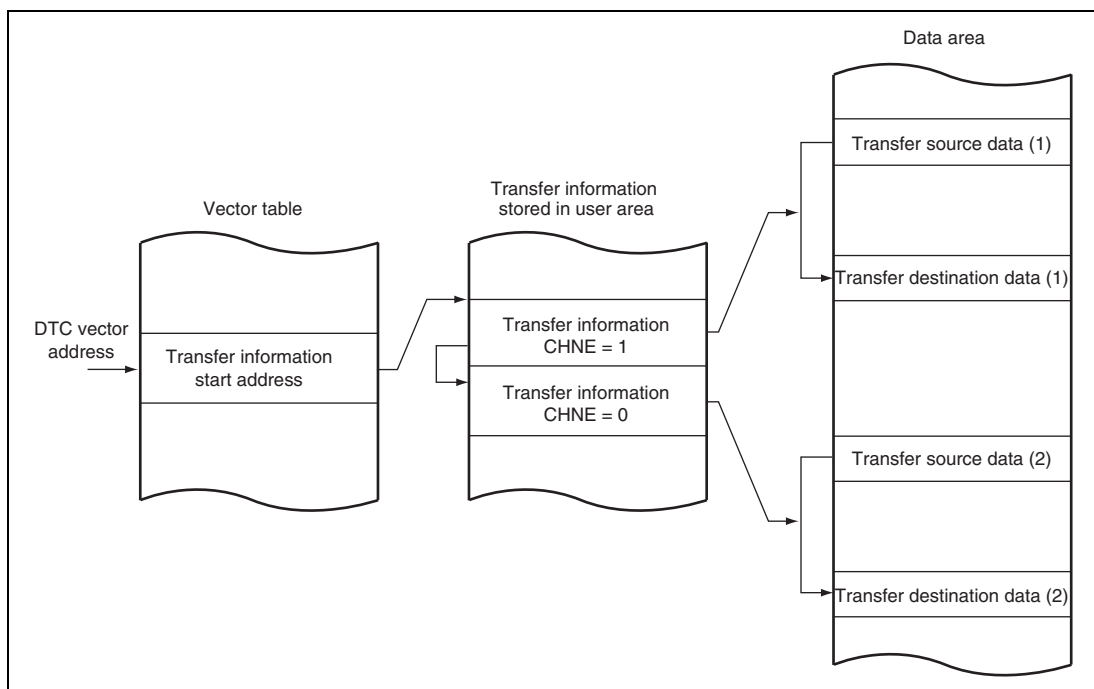 Data area
Transfer source data (1)
Transfer destination data (1)
Transfer source data (2)
Transfer destination data (2)
Transfer information
stored in user area
Transfer information
CHNE = 1
Transfer information
CHNE = 0
Vector table
DTC vector
address
Transfer information
start address